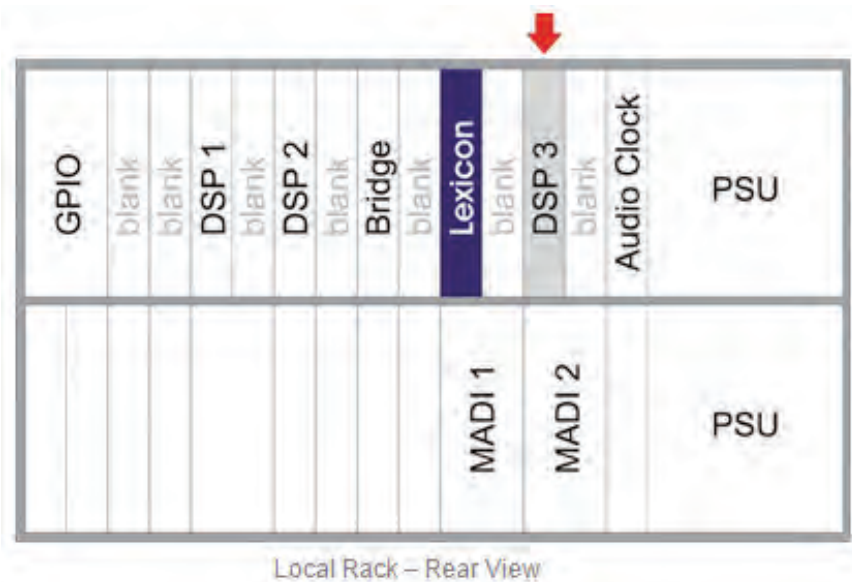 GPIO
blank
blank
DSP 1
blank
DSP 2
blank
Bridge
blank
Lexicon
blank
DSP 3
blank
Audio Clock
PSU
MADI 1
MADI 2
PSU
Local Rack – Rear View